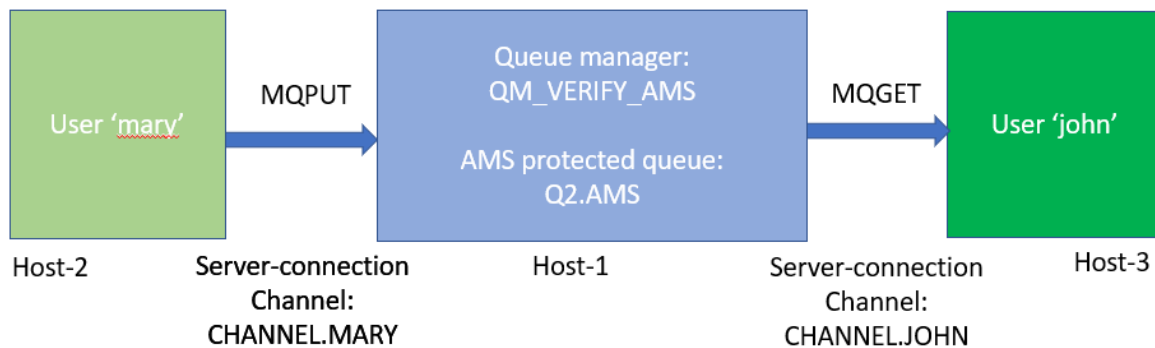 User 'mary'
MQPUT
Queue manager:
QM_VERIFY_AMS
AMS protected queue:
Q2.AMS
MQGET
User 'john'
Host-2
Server-connection
Channel:
CHANNEL.MARY
Host-1
Server-connection
Channel:
CHANNEL.JOHN
Host-3